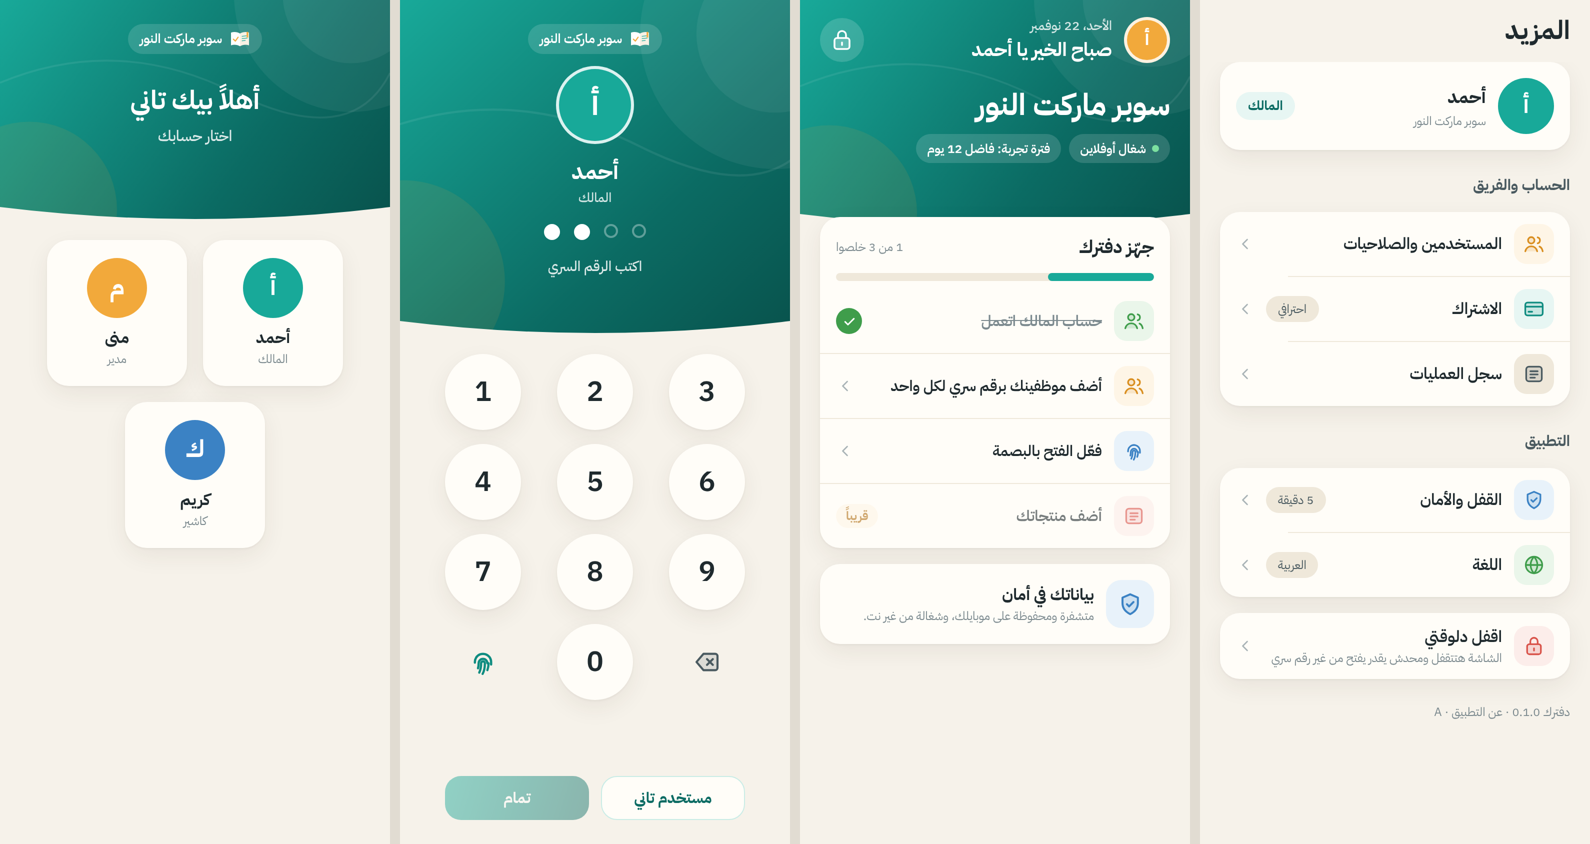 سوبر ماركت النور
أهلاً بيك تاني
اختار حسابك
أ
أحمد
المالك
م
منى
مدير
ك
كريم
كاشير
سوبر ماركت النور
أ
أحمد
المالك
اكتب الرقم السري
1 2 3
4 5 6
7 8 9
0
مستخدم تاني
تمام
أ
الأحد، 22 نوفمبر
صباح الخير يا أحمد
سوبر ماركت النور
شغال أوفلاين
فترة تجربة: فاضل 12 يوم
جهّز دفترك
1 من 3 خلصوا
حساب المالك اتعمل
أضف موظفينك برقم سري لكل واحد
فعّل الفتح بالبصمة
أضف منتجاتك
قريباً
بياناتك في أمان
متشفرة ومحفوظة على موبايلك، وشغالة من غير نت.
المزيد
أ
أحمد
سوبر ماركت النور
المالك
الحساب والفريق
المستخدمين والصلاحيات
الاشتراك
احترافي
سجل العمليات
التطبيق
القفل والأمان
5 دقيقة
اللغة
العربية
اقفل دلوقتي
الشاشة هتتقفل ومحدش يقدر يفتح من غير رقم سري
دفترك 0.1.0 · عن التطبيق · A